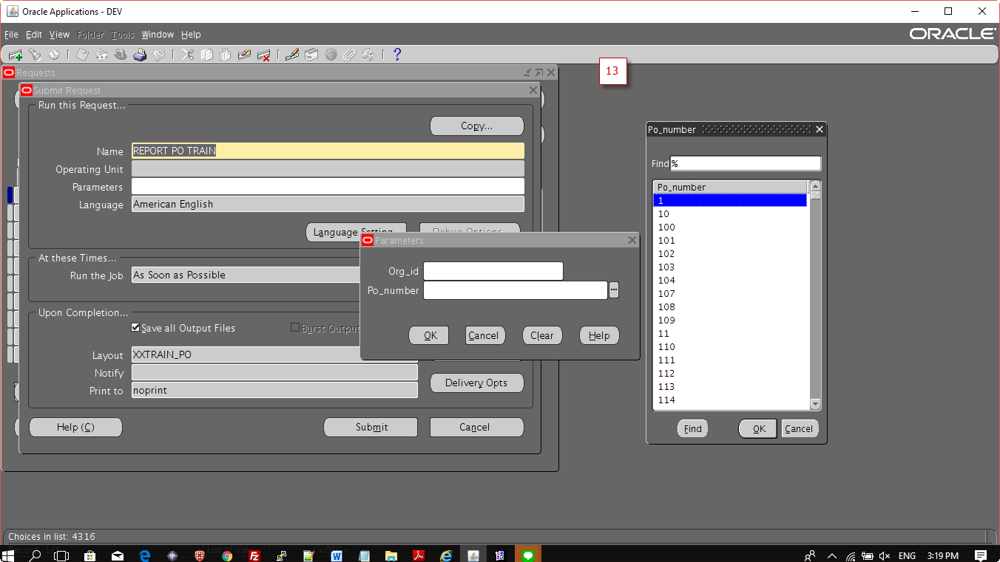 Oracle Applications - DEV
File Edit View Folder Tools Window Help
ORACLE
13
Requests
Submit Request
Run this Request...
Copy...
Name REPORT PO TRAIN
Operating Unit
Parameters
Language American English
Language Setting
Debug Options
At these Times...
Run the Job As Soon as Possible
Upon Completion...
Save all Output Files
Burst Output
Layout XXTRAIN_PO
Notify
Print to noprint
Delivery Opts
Help (C) Submit Cancel
Parameters
Org_id
Po_number
OK Cancel Clear Help
Po_number
Find %
Po_number
1
10
100
101
102
103
104
107
108
109
11
110
111
112
113
114
Find OK Cancel
Choices in list: 4316
ENG 3:19 PM